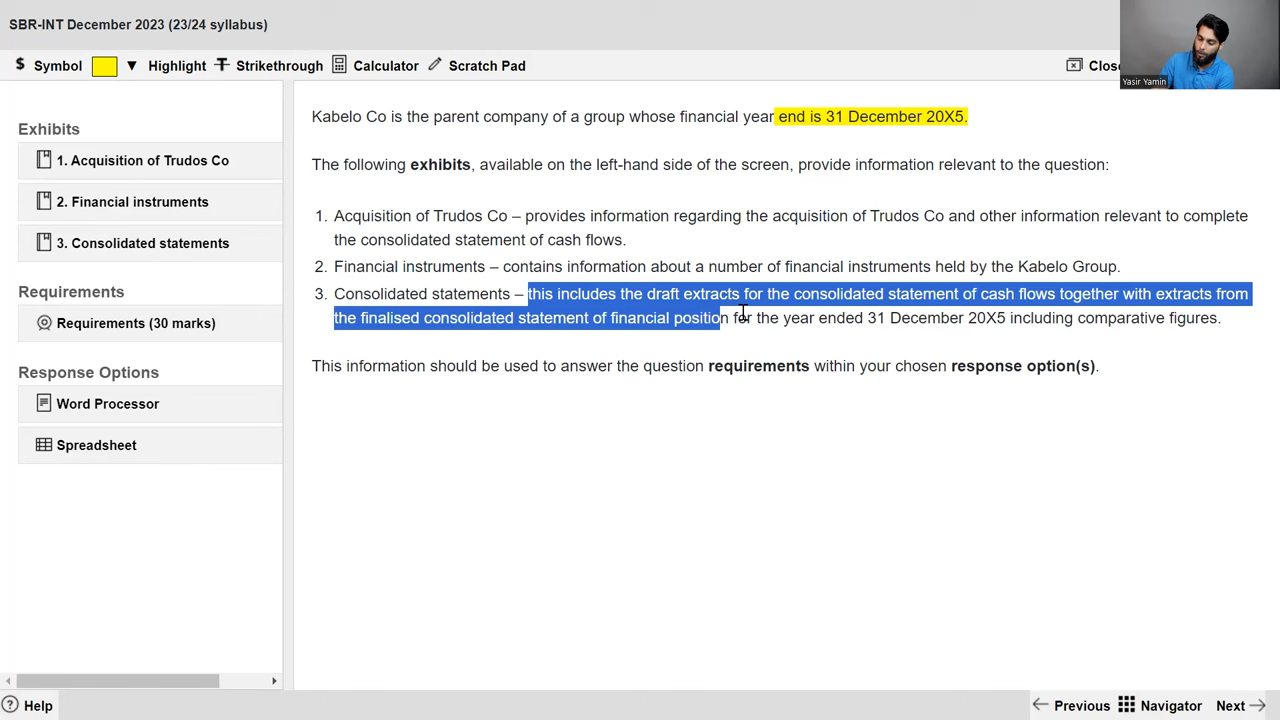 SBR-INT December 2023 (23/24 syllabus)
$ Symbol ▼ Highlight Strikethrough Calculator Scratch Pad
Yasir Yamin
Exhibits
1. Acquisition of Trudos Co
2. Financial instruments
3. Consolidated statements
Requirements
Requirements (30 marks)
Response Options
Word Processor
Spreadsheet
Kabelo Co is the parent company of a group whose financial year end is 31 December 20X5.
The following exhibits, available on the left-hand side of the screen, provide information relevant to the question:
1. Acquisition of Trudos Co – provides information regarding the acquisition of Trudos Co and other information relevant to complete
the consolidated statement of cash flows.
2. Financial instruments – contains information about a number of financial instruments held by the Kabelo Group.
3. Consolidated statements – this includes the draft extracts for the consolidated statement of cash flows together with extracts from
the finalised consolidated statement of financial position for the year ended 31 December 20X5 including comparative figures.
This information should be used to answer the question requirements within your chosen response option(s).
Help
Previous Navigator Next